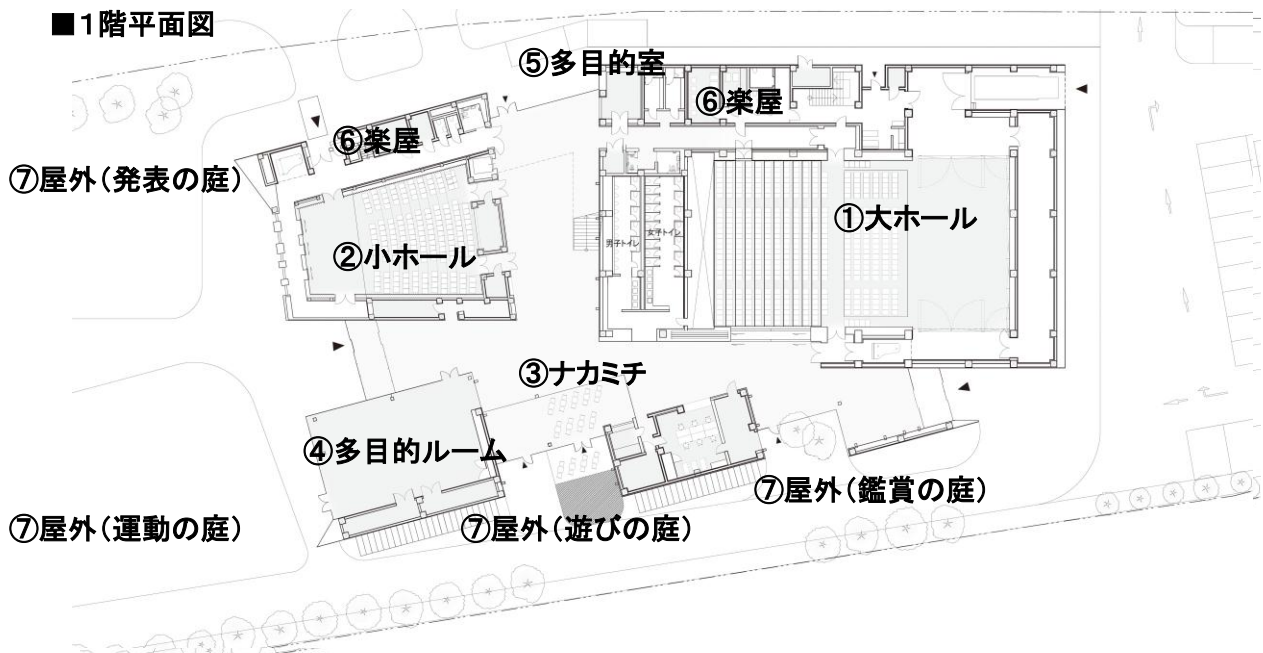 ■1階平面図
⑤多目的室
⑥楽屋
⑥楽屋
⑦屋外(発表の庭)
①大ホール
男子トイレ
女子トイレ
②小ホール
③ナカミチ
④多目的ルーム
⑦屋外(鑑賞の庭)
⑦屋外(運動の庭)
⑦屋外(遊びの庭)